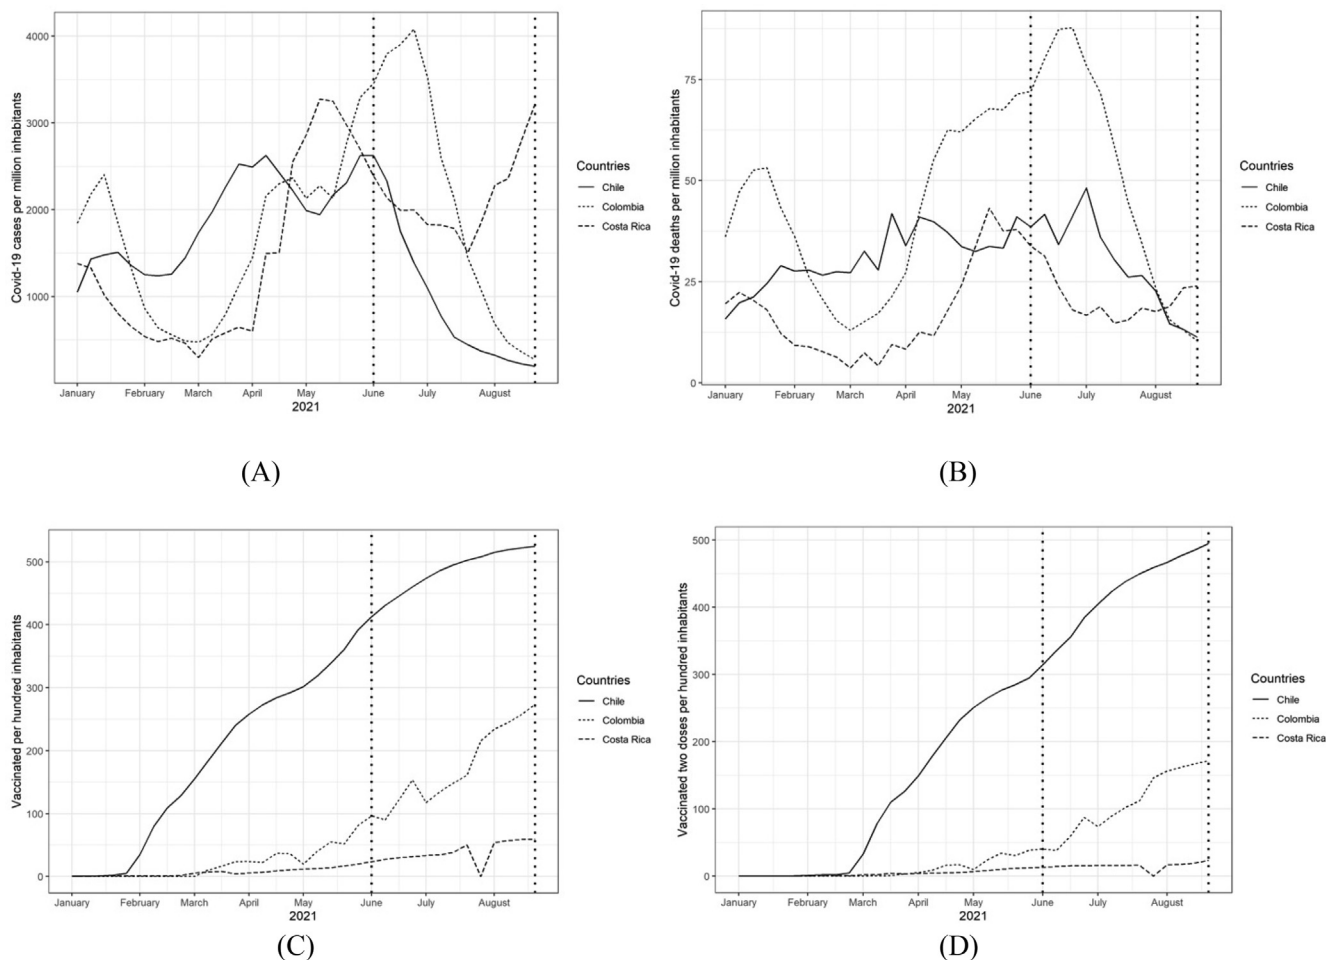 Covid-19 cases per million inhabitants
4000
3000
2000
1000
January February March April May June July August
2021
Countries
Chile
Colombia
Costa Rica
(A)
Covid-19 deaths per million inhabitants
75
50
25
0
January February March April May June July August
2021
Countries
Chile
Colombia
Costa Rica
(B)
Vaccinated per hundred inhabitants
500
400
300
200
100
0
January February March April May June July August
2021
Countries
Chile
Colombia
Costa Rica
(C)
Vaccinated two doses per hundred inhabitants
500
400
300
200
100
0
January February March April May June July August
2021
Countries
Chile
Colombia
Costa Rica
(D)